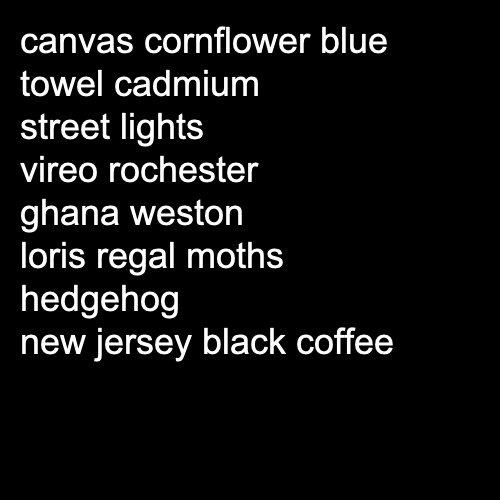 canvas cornflower blue
towel cadmium
street lights
vireo rochester
ghana weston
loris regal moths
hedgehog
new jersey black coffee